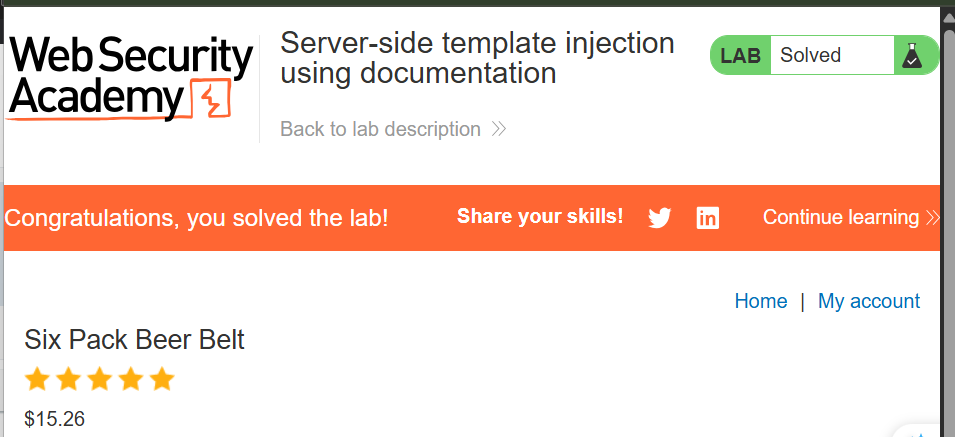 Web Security
Academy
Server-side template injection
using documentation
Back to lab description
LAB Solved
Congratulations, you solved the lab!
Share your skills!
in
Continue learning
Home | My account
Six Pack Beer Belt
$15.26